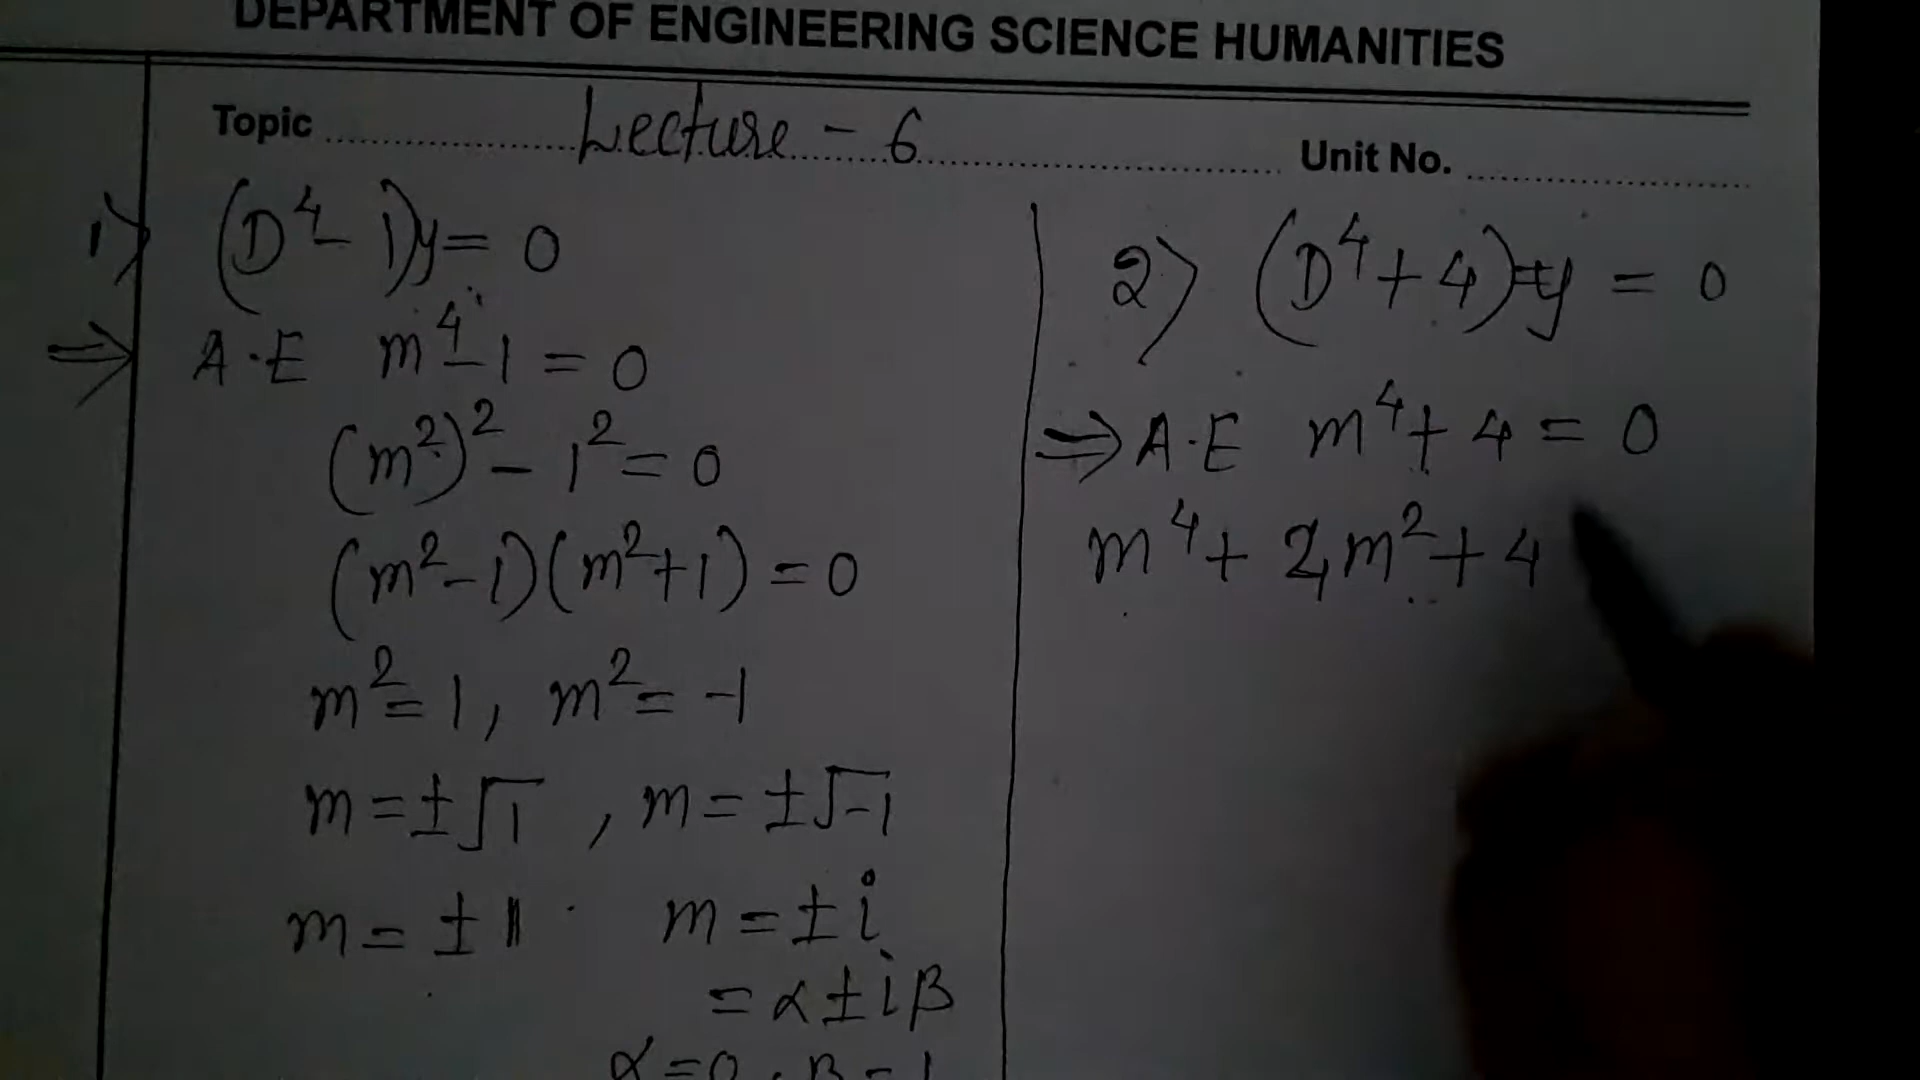 DEPARTMENT OF ENGINEERING SCIENCE HUMANITIES
Topic Lecture - 6 Unit No.
1) (D⁴ - 1)y = 0
⇒ A.E m⁴ - 1 = 0
(m²)² - 1² = 0
(m² - 1)(m² + 1) = 0
m² = 1, m² = -1
m = ±√1, m = ±√-1
m = ±1 m = ±i
= α ± iβ
α = 0, β = 1
2) (D⁴ + 4)y = 0
⇒ A.E m⁴ + 4 = 0
m⁴ + 4m² + 4